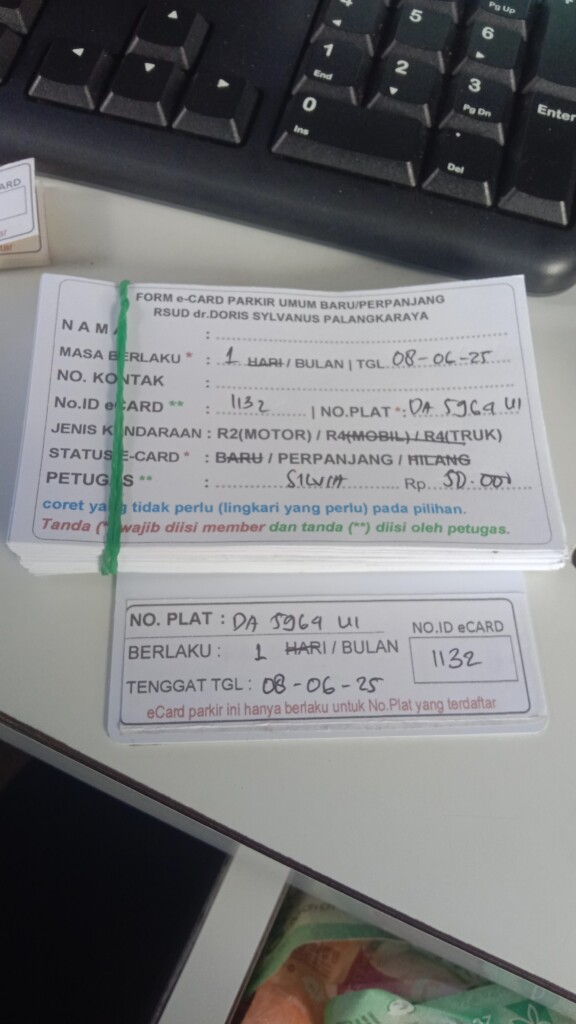 4
5
6
Pg Up
1
End
2
3
Pg Dn
Enter
0
Ins
.
Del
ARD
FORM e-CARD PARKIR UMUM BARU/PERPANJANG
RSUD dr.DORIS SYLVANUS PALANGKARAYA
NAMA :
MASA BERLAKU * : 1 HARI / BULAN | TGL. 08-06-25
NO. KONTAK :
No.ID eCARD ** : 1132 | NO.PLAT *: DA 5969 UI
JENIS KENDARAAN : R2(MOTOR) / R4(MOBIL) / R4(TRUK)
STATUS E-CARD * : BARU / PERPANJANG / HILANG
PETUGAS ** : SILVIA Rp. 50.000
coret yang tidak perlu (lingkari yang perlu) pada pilihan.
Tanda (*) wajib diisi member dan tanda (**) diisi oleh petugas.
NO. PLAT : DA 5969 UI
NO.ID eCARD
BERLAKU : 1 HARI / BULAN
1132
TENGGAT TGL : 08-06-25
eCard parkir ini hanya berlaku untuk No.Plat yang terdaftar